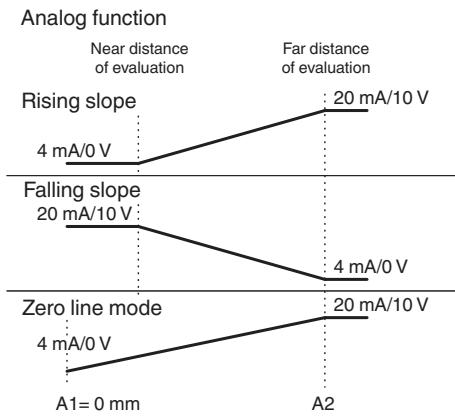 Analog function
Near distance
of evaluation
Far distance
of evaluation
Rising slope
20 mA/10 V
4 mA/0 V
Falling slope
20 mA/10 V
4 mA/0 V
Zero line mode
20 mA/10 V
4 mA/0 V
A1= 0 mm
A2